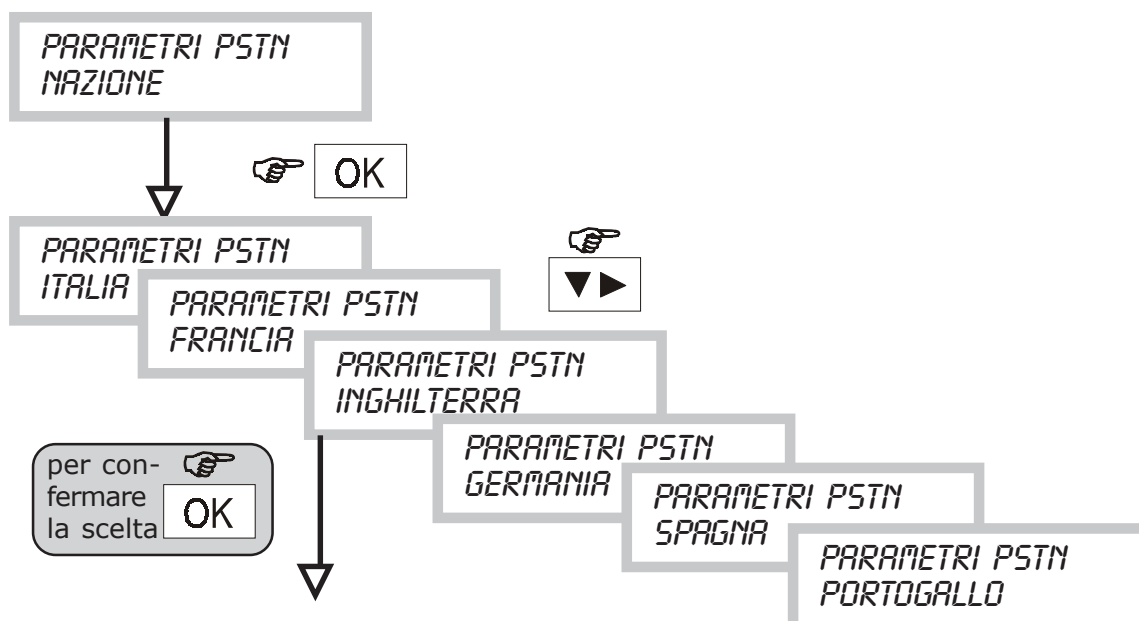 PARAMETRI PSTN
NAZIONE
OK
PARAMETRI PSTN
ITALIA
PARAMETRI PSTN
FRANCIA
PARAMETRI PSTN
INGHILTERRA
PARAMETRI PSTN
GERMANIA
PARAMETRI PSTN
SPAGNA
PARAMETRI PSTN
PORTOGALLO
per con-
fermare
la scelta
OK